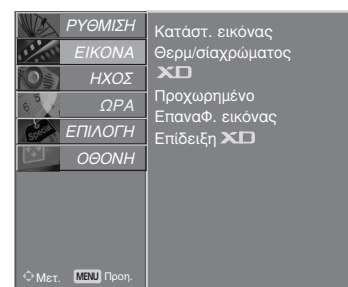 ΡΥΘΜΙΣΗ
ΕΙΚΟΝΑ
ΗΧΟΣ
ΩΡΑ
Special
ΕΠΙΛΟΓΗ
ΟΘΟΝΗ
Μετ. MENU Προη.
Κατάστ. εικόνας
Θερμ/σίαχρώματος
XD
Προχωρημένο
ΕπαναΦ. εικόνας
Επίδειξη XD